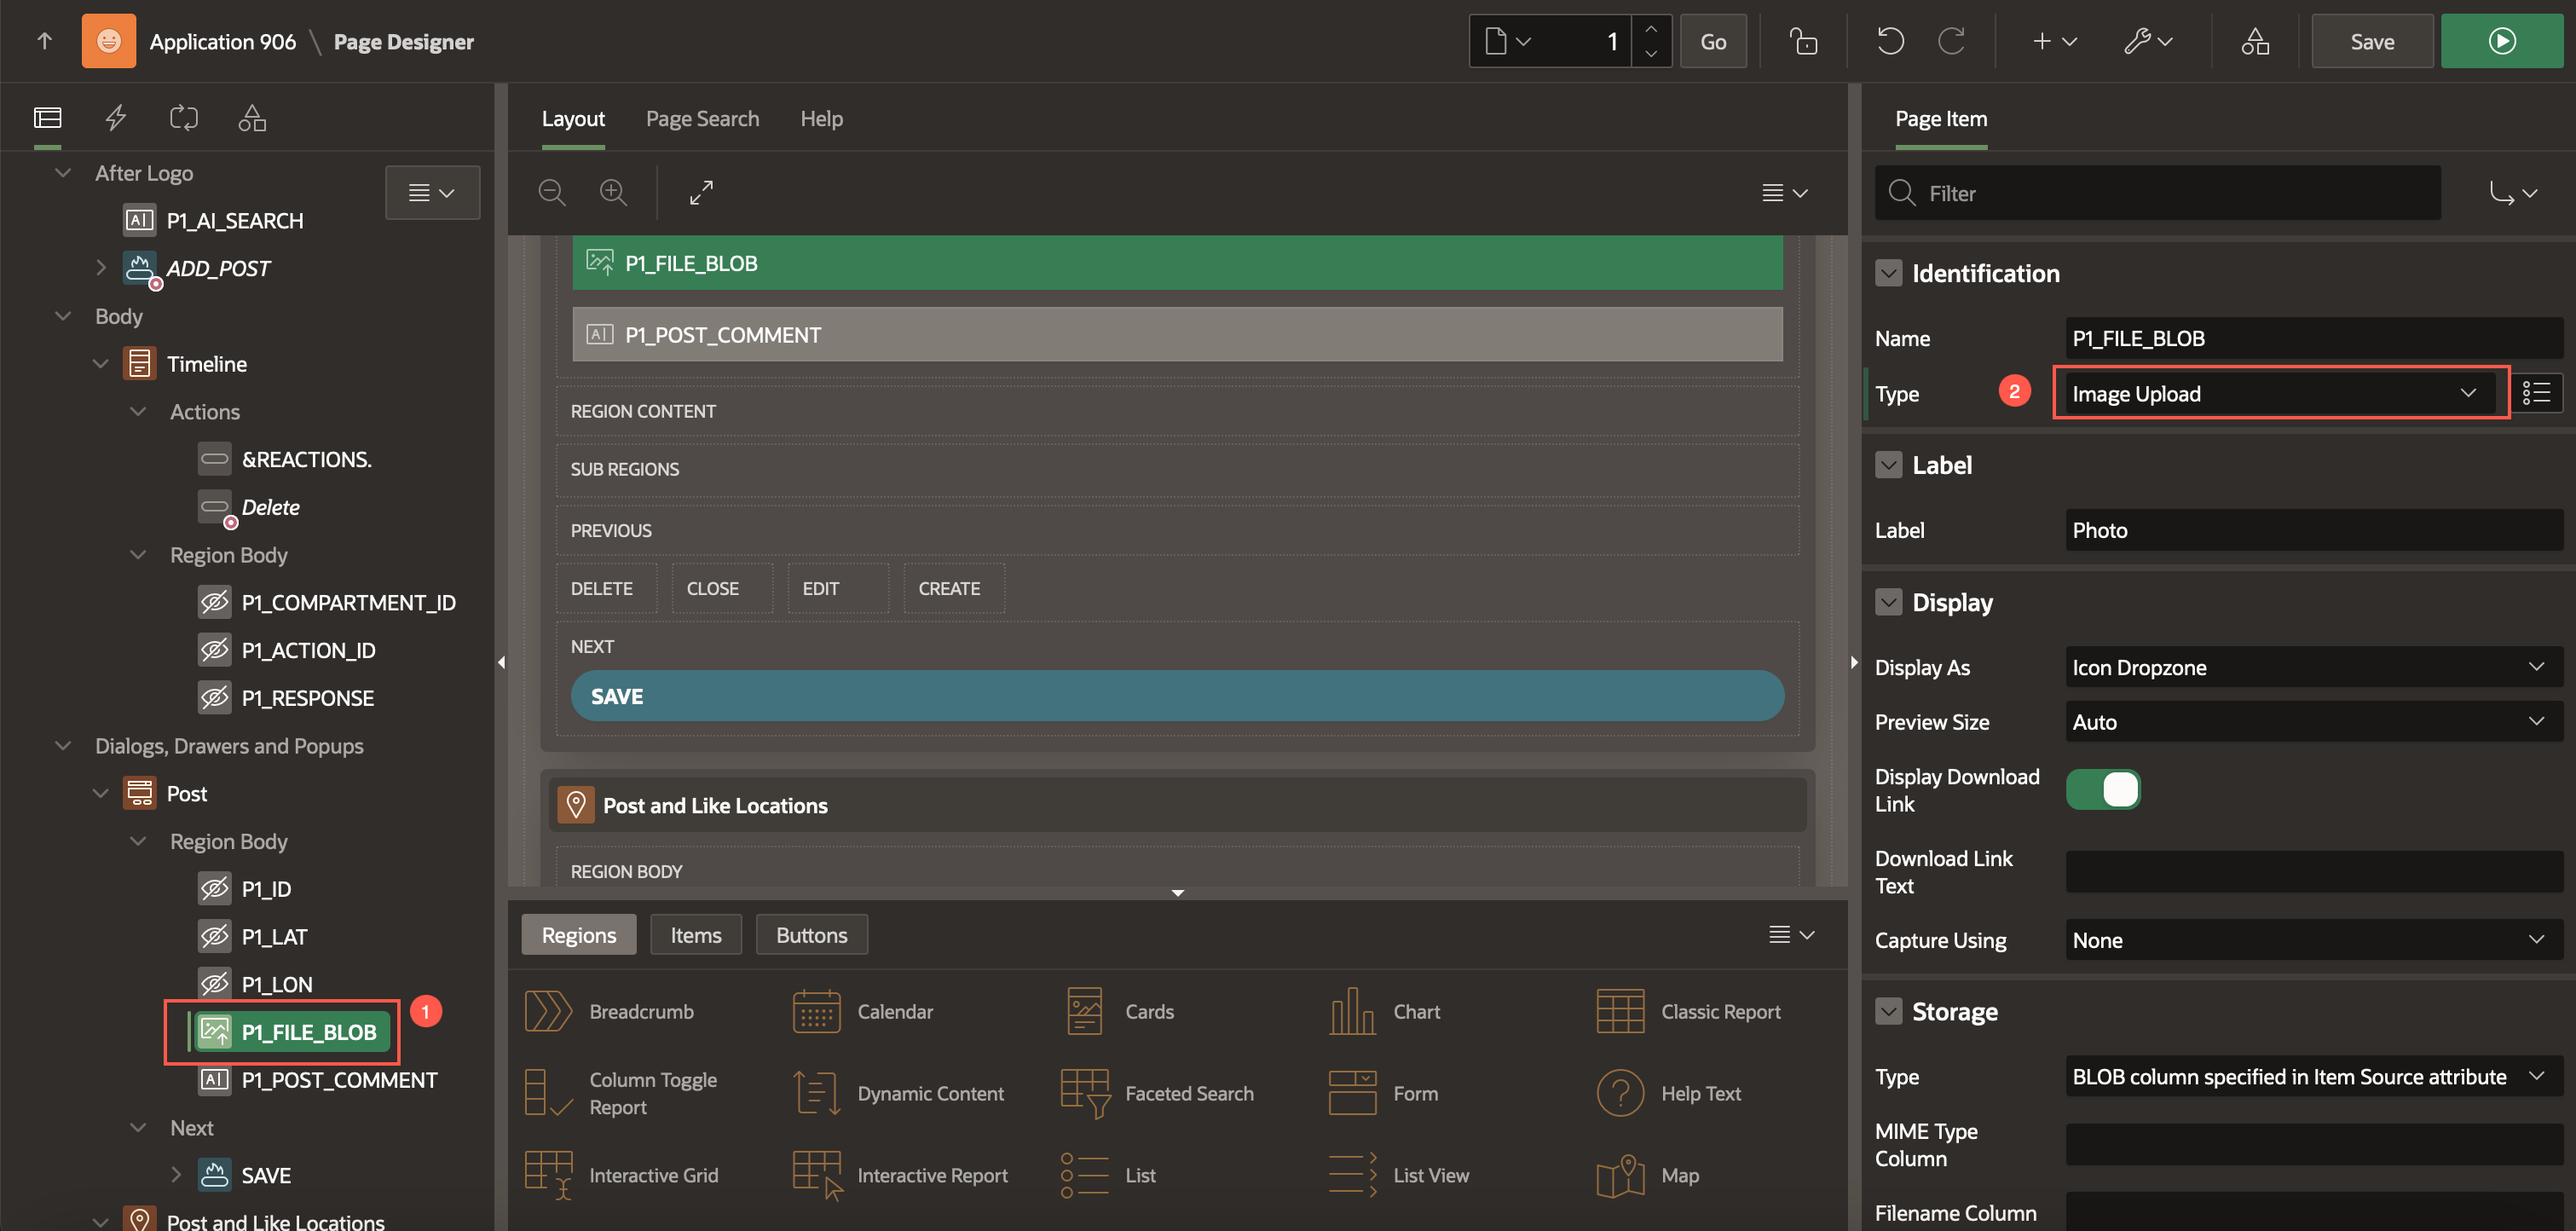 Application 906 \ Page Designer
1
Go
Save
After Logo
P1_AI_SEARCH
ADD_POST
Body
Timeline
Actions
&REACTIONS.
Delete
Region Body
P1_COMPARTMENT_ID
P1_ACTION_ID
P1_RESPONSE
Dialogs, Drawers and Popups
Post
Region Body
P1_ID
P1_LAT
P1_LON
P1_FILE_BLOB
1
P1_POST_COMMENT
Next
SAVE
Post and Like Locations
Layout
Page Search
Help
P1_FILE_BLOB
P1_POST_COMMENT
REGION CONTENT
SUB REGIONS
PREVIOUS
DELETE
CLOSE
EDIT
CREATE
NEXT
SAVE
Post and Like Locations
REGION BODY
Regions
Items
Buttons
Breadcrumb
Calendar
Cards
Chart
Classic Report
Column Toggle
Report
Dynamic Content
Faceted Search
Form
Help Text
Interactive Grid
Interactive Report
List
List View
Map
Page Item
Filter
Identification
Name
P1_FILE_BLOB
Type
2
Image Upload
Label
Label
Photo
Display
Display As
Icon Dropzone
Preview Size
Auto
Display Download
Link
Download Link
Text
Capture Using
None
Storage
Type
BLOB column specified in Item Source attribute
MIME Type
Column
Filename Column